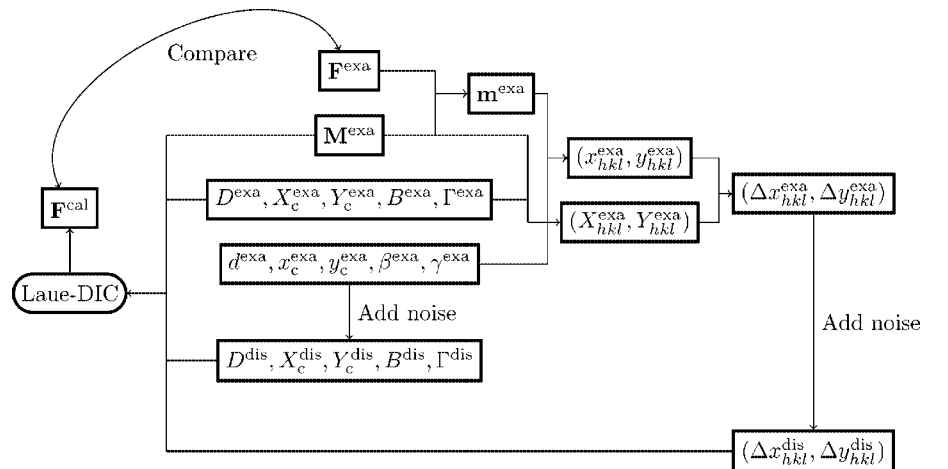 Compare
𝐅^exa
𝐦^exa
𝐌^exa
(x_hkl^exa, y_hkl^exa)
D^exa, X_c^exa, Y_c^exa, B^exa, Γ^exa
(Δx_hkl^exa, Δy_hkl^exa)
𝐅^cal
(X_hkl^exa, Y_hkl^exa)
d^exa, x_c^exa, y_c^exa, β^exa, γ^exa
Laue-DIC
Add noise
Add noise
D^dis, X_c^dis, Y_c^dis, B^dis, Γ^dis
(Δx_hkl^dis, Δy_hkl^dis)